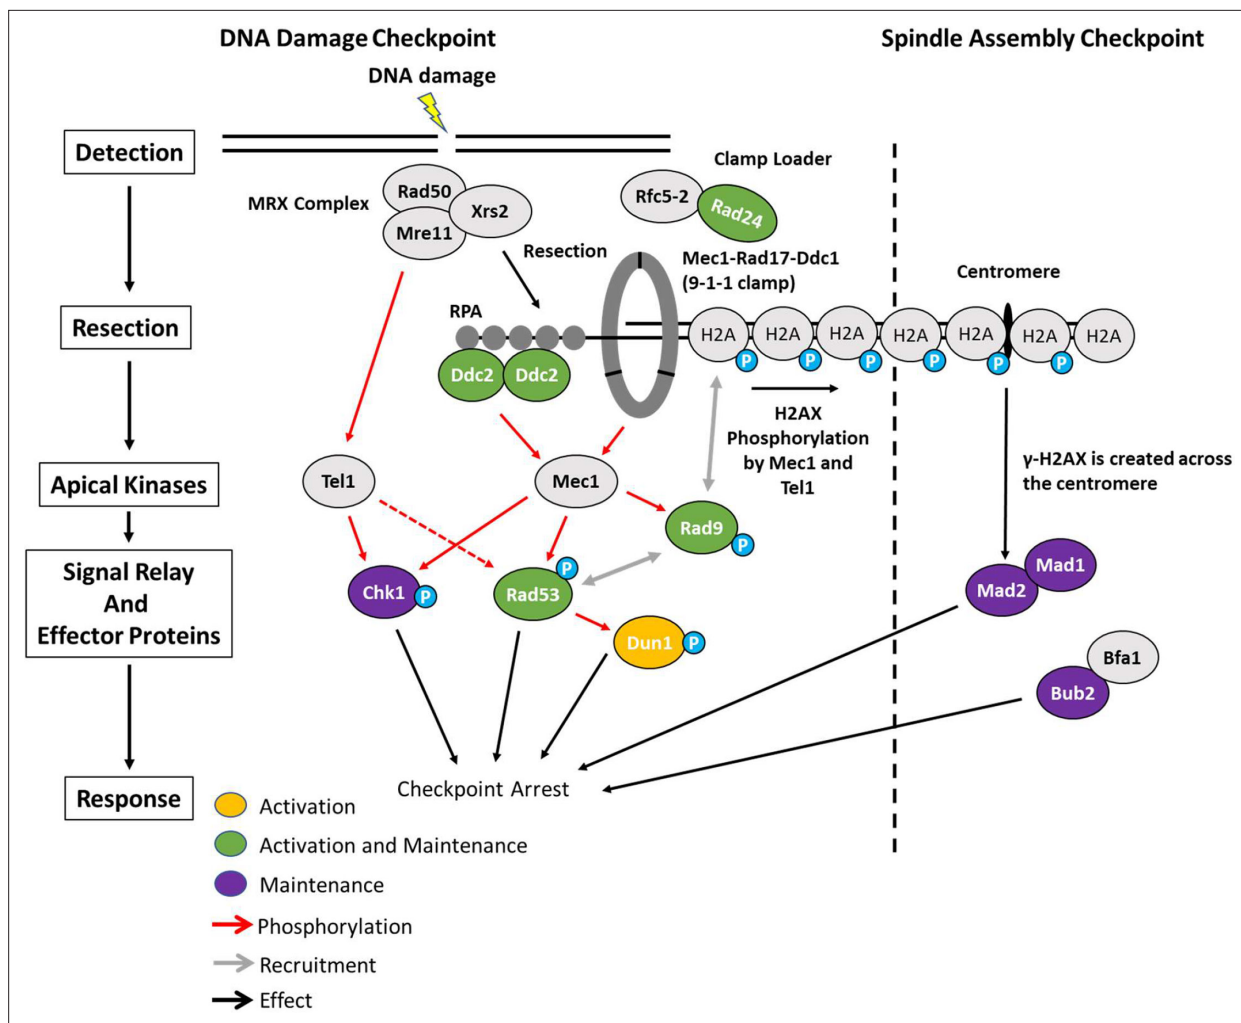 DNA Damage Checkpoint
Spindle Assembly Checkpoint
DNA damage
Detection
Clamp Loader
MRX Complex
Rad50
Xrs2
Mre11
Rfc5-2
Rad24
Resection
Mec1-Rad17-Ddc1
(9-1-1 clamp)
Centromere
Resection
RPA
H2A
H2A
H2A
H2A
H2A
H2A
H2A
P
P
P
P
P
P
Ddc2
Ddc2
H2AX
Phosphorylation
by Mec1 and
Tel1
γ-H2AX is created across
the centromere
Apical Kinases
Tel1
Mec1
Rad9
P
Signal Relay
And
Effector Proteins
Chk1
P
Rad53
P
Dun1
P
Mad1
Mad2
Bfa1
Bub2
Response
Checkpoint Arrest
Activation
Activation and Maintenance
Maintenance
Phosphorylation
Recruitment
Effect